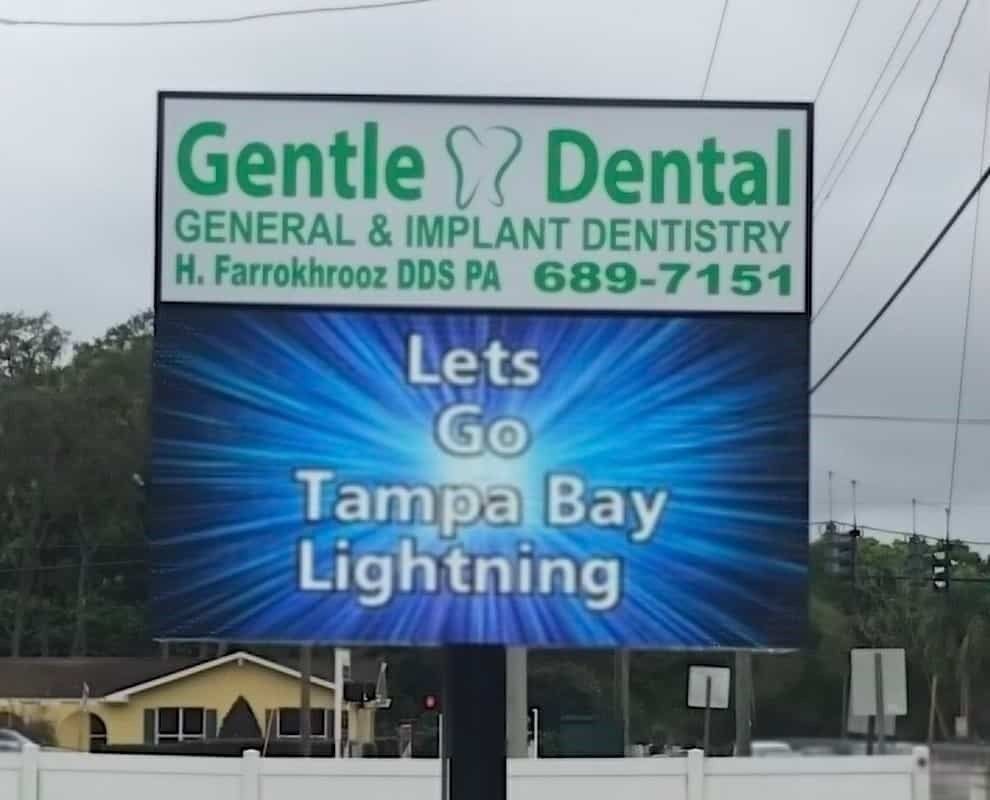 Gentle Dental
GENERAL & IMPLANT DENTISTRY
H. Farrokhrooz DDS PA 689-7151
Lets
Go
Tampa Bay
Lightning